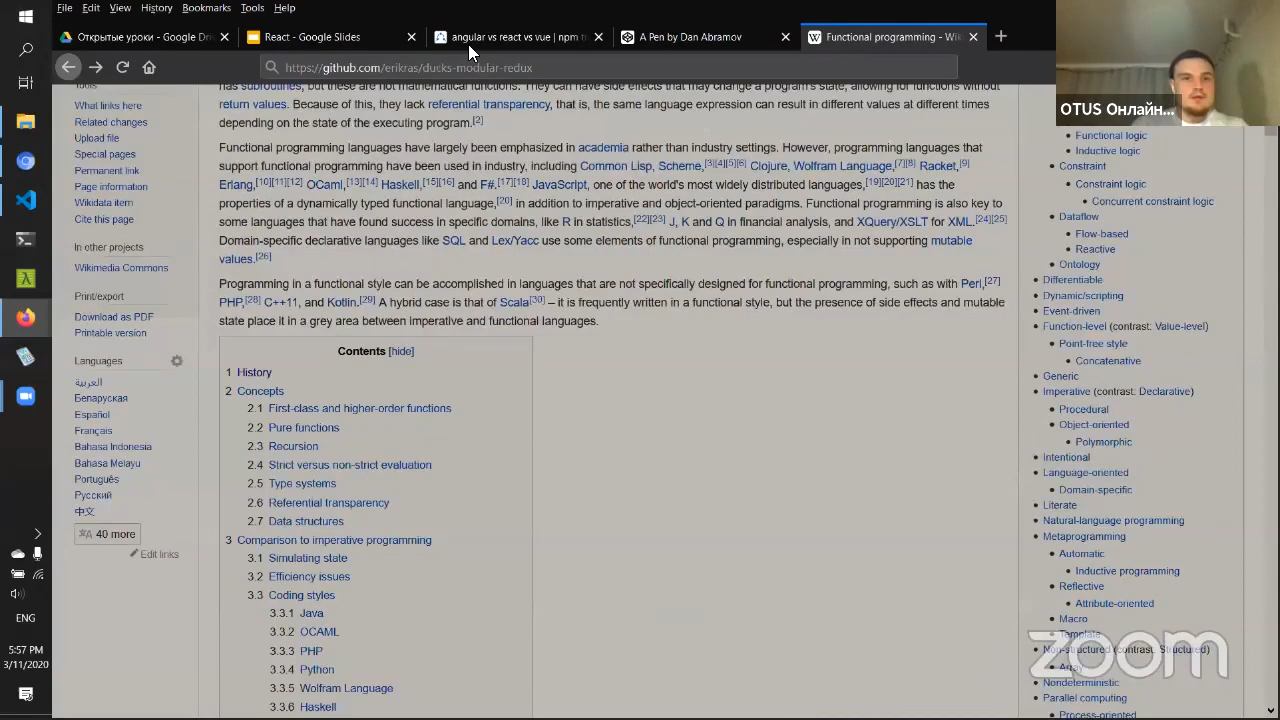 File Edit View History Bookmarks Tools Help
Открытые уроки - Google Dri
React - Google Slides
angular vs react vs vue | npm t
A Pen by Dan Abramov
Functional programming - Wik
https://github.com/erikras/ducks-modular-redux
OTUS Онлайн...
Tools
What links here
Related changes
Upload file
Special pages
Permanent link
Page information
Wikidata item
Cite this page
In other projects
Wikimedia Commons
Print/export
Download as PDF
Printable version
Languages
العربية
Беларуская
Español
Français
Bahasa Indonesia
Bahasa Melayu
Português
Русский
中文
40 more
Edit links
has subroutines, but these are not mathematical functions. They can have side effects that may change a program's state, allowing for functions without
return values. Because of this, they lack referential transparency, that is, the same language expression can result in different values at different times
depending on the state of the executing program.[2]
Functional programming languages have largely been emphasized in academia rather than industry settings. However, programming languages that
support functional programming have been used in industry, including Common Lisp, Scheme,[3][4][5][6] Clojure, Wolfram Language,[7][8] Racket,[9]
Erlang,[10][11][12] OCaml,[13][14] Haskell,[15][16] and F#.[17][18] JavaScript, one of the world's most widely distributed languages,[19][20][21] has the
properties of a dynamically typed functional language,[20] in addition to imperative and object-oriented paradigms. Functional programming is also key to
some languages that have found success in specific domains, like R in statistics,[22][23] J, K and Q in financial analysis, and XQuery/XSLT for XML.[24][25]
Domain-specific declarative languages like SQL and Lex/Yacc use some elements of functional programming, especially in not supporting mutable
values.[26]
Programming in a functional style can be accomplished in languages that are not specifically designed for functional programming, such as with Perl,[27]
PHP,[28] C++11, and Kotlin.[29] A hybrid case is that of Scala[30] – it is frequently written in a functional style, but the presence of side effects and mutable
state place it in a grey area between imperative and functional languages.
Contents [hide]
1 History
2 Concepts
2.1 First-class and higher-order functions
2.2 Pure functions
2.3 Recursion
2.4 Strict versus non-strict evaluation
2.5 Type systems
2.6 Referential transparency
2.7 Data structures
3 Comparison to imperative programming
3.1 Simulating state
3.2 Efficiency issues
3.3 Coding styles
3.3.1 Java
3.3.2 OCAML
3.3.3 PHP
3.3.4 Python
3.3.5 Wolfram Language
3.3.6 Haskell
Functional logic
Inductive logic
Constraint
Constraint logic
Concurrent constraint logic
Dataflow
Flow-based
Reactive
Ontology
Differentiable
Dynamic/scripting
Event-driven
Function-level (contrast: Value-level)
Point-free style
Concatenative
Generic
Imperative (contrast: Declarative)
Procedural
Object-oriented
Polymorphic
Intentional
Language-oriented
Domain-specific
Literate
Natural-language programming
Metaprogramming
Automatic
Inductive programming
Reflective
Attribute-oriented
Macro
Template
Non-structured (contrast: Structured)
Array
Nondeterministic
Parallel computing
Process-oriented
zoom
ENG
5:57 PM
3/11/2020